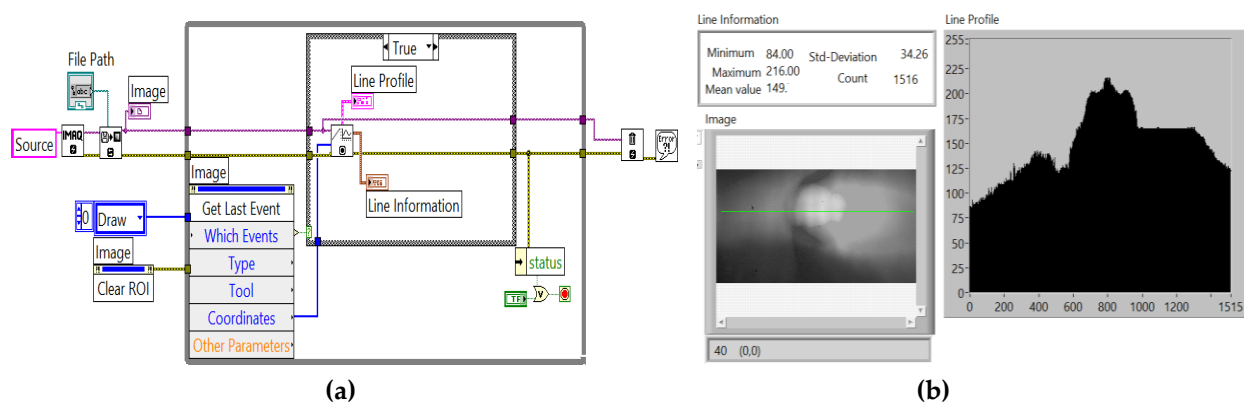 File Path
abc
Image
Source
IMAQ
True
Line Profile
Error
?!
Image
Line Information
Get Last Event
0
Draw
Which Events
?
Image
Type
Clear ROI
Tool
Coordinates
Other Parameters
status
TF
V
(a)
Line Information
Minimum 84.00 Std-Deviation 34.26
Maximum 216.00 Count 1516
Mean value 149.
Image
40 (0,0)
Line Profile
255-
225-
200-
175-
150-
125-
100-
75-
50-
25-
0-
0 200 400 600 800 1000 1200 1515
(b)